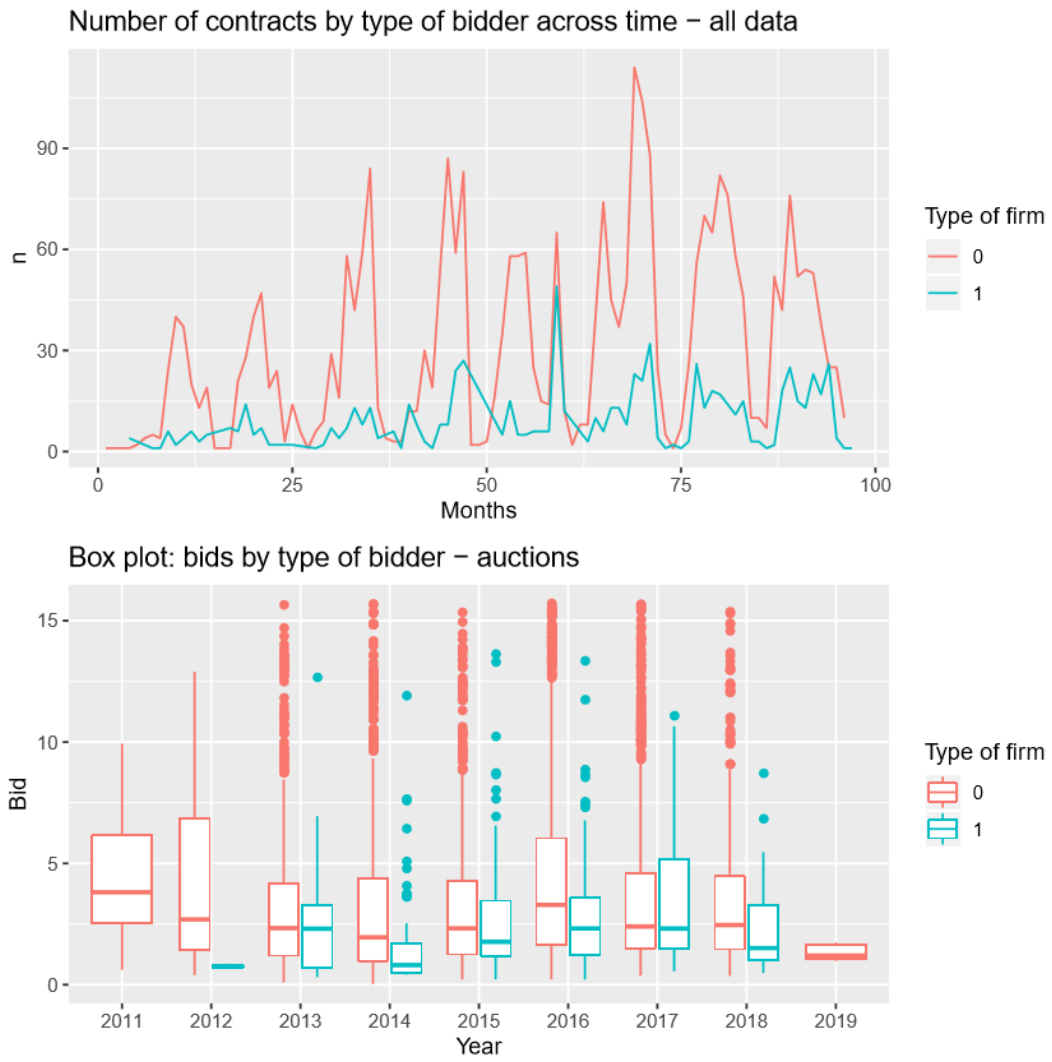 Number of contracts by type of bidder across time − all data
90
60
30
0
n
0 25 50 75 100
Months
Type of firm
0
1
Box plot: bids by type of bidder − auctions
15
10
5
0
Bid
2011 2012 2013 2014 2015 2016 2017 2018 2019
Year
Type of firm
0
1